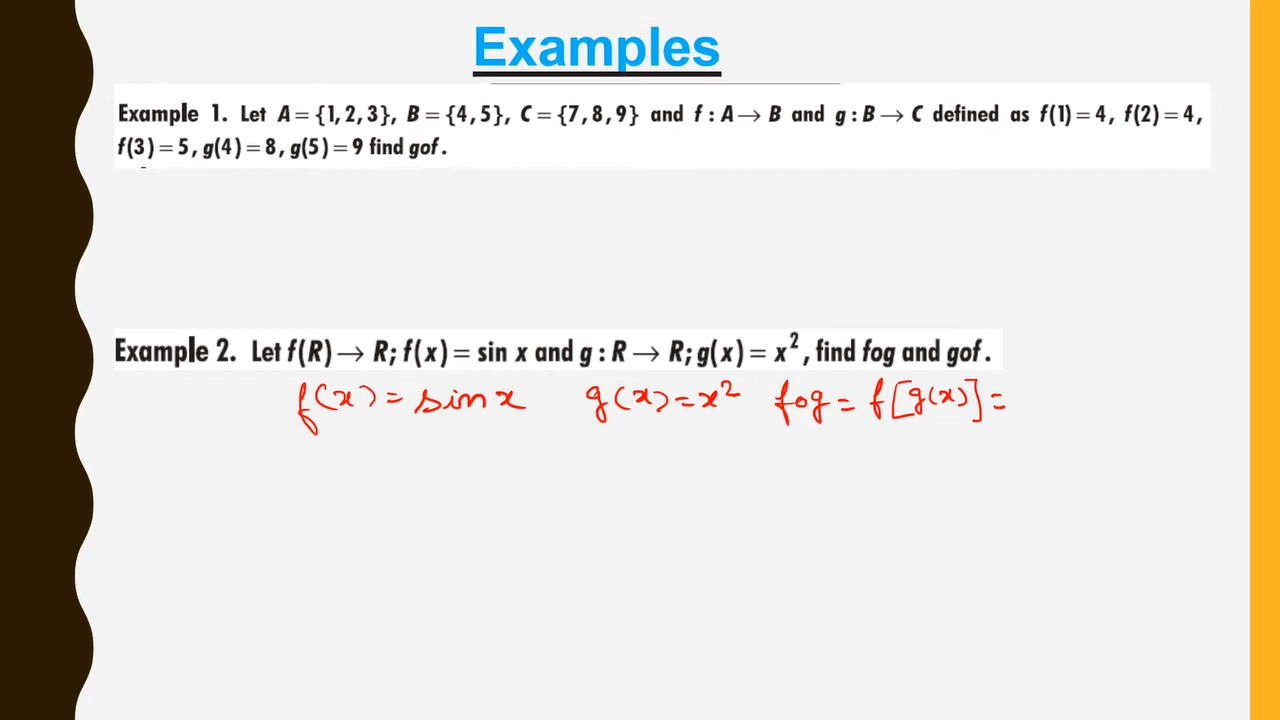 Examples
Example 1. Let A = {1, 2, 3}, B = {4, 5}, C = {7, 8, 9} and f : A → B and g : B → C defined as f(1) = 4, f(2) = 4,
f(3) = 5, g(4) = 8, g(5) = 9 find gof.
Example 2. Let f(R) → R; f(x) = sin x and g : R → R; g(x) = x², find fog and gof.
f(x) = sin x g(x) = x² fog = f[g(x)] =